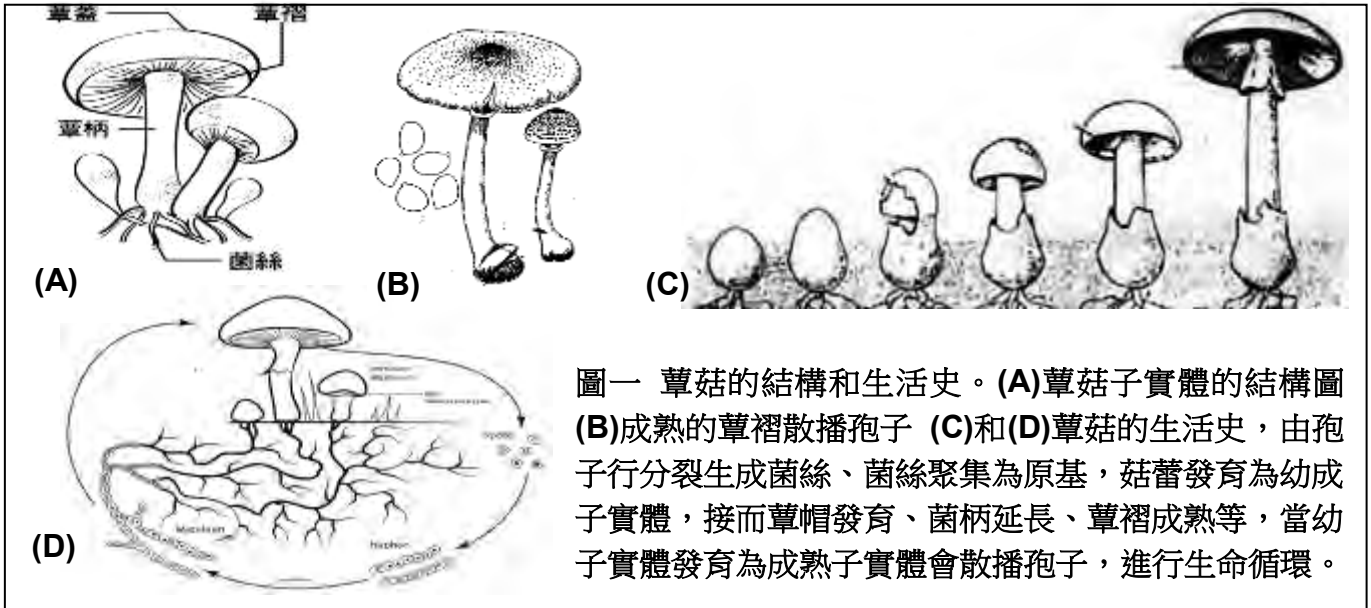 蕈蓋
蕈褶
蕈柄
菌絲
(A)
(B)
(C)
(D)
圖一 蕈菇的結構和生活史。(A)蕈菇子實體的結構圖
(B)成熟的蕈褶散播孢子 (C)和(D)蕈菇的生活史，由孢
子行分裂生成菌絲、菌絲聚集為原基，菇蕾發育為幼成
子實體，接而蕈帽發育、菌柄延長、蕈褶成熟等，當幼
子實體發育為成熟子實體會散播孢子，進行生命循環。